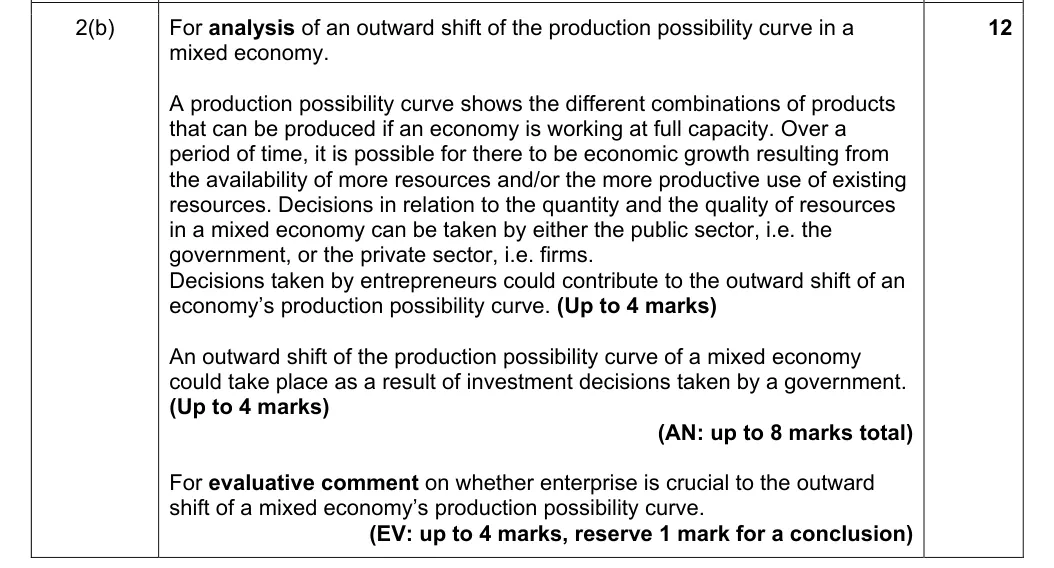 2(b)
For analysis of an outward shift of the production possibility curve in a
12
mixed economy.
A production possibility curve shows the different combinations of products
that can be produced if an economy is working at full capacity. Over a
period of time, it is possible for there to be economic growth resulting from
the availability of more resources and/or the more productive use of existing
resources. Decisions in relation to the quantity and the quality of resources
in a mixed economy can be taken by either the public sector, i.e. the
government, or the private sector, i.e. firms.
Decisions taken by entrepreneurs could contribute to the outward shift of an
economy’s production possibility curve. (Up to 4 marks)
An outward shift of the production possibility curve of a mixed economy
could take place as a result of investment decisions taken by a government.
(Up to 4 marks)
(AN: up to 8 marks total)
For evaluative comment on whether enterprise is crucial to the outward
shift of a mixed economy’s production possibility curve.
(EV: up to 4 marks, reserve 1 mark for a conclusion)